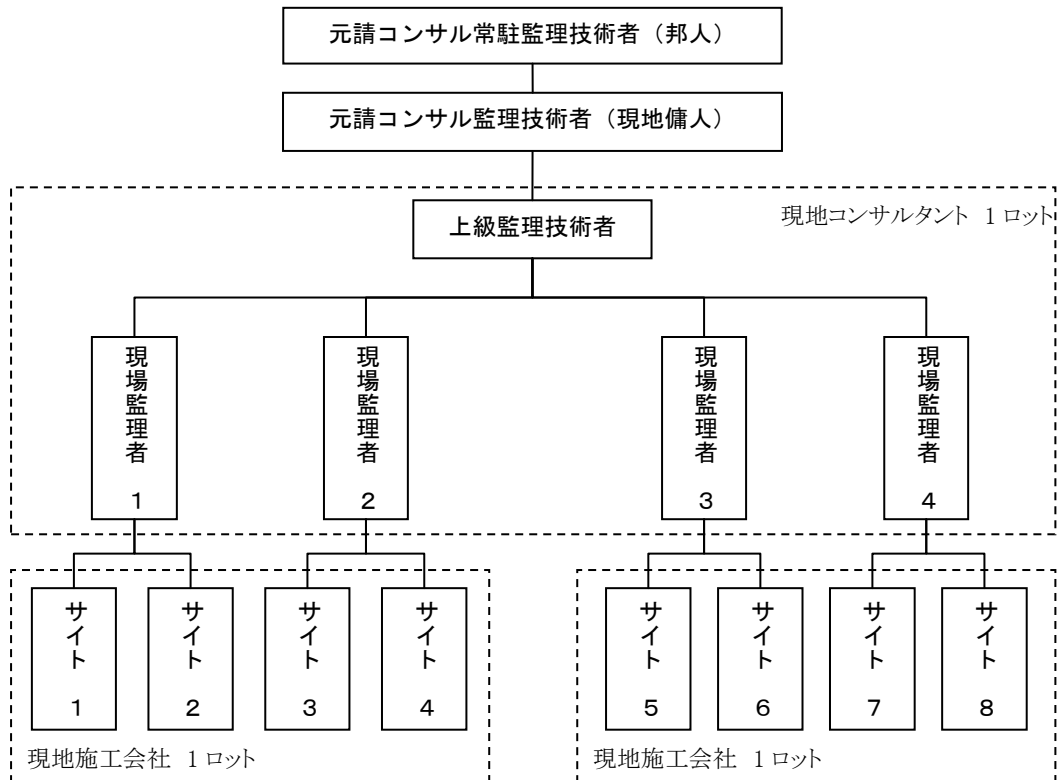 元請コンサル常駐監理技術者（邦人）
元請コンサル監理技術者（現地傭人）
上級監理技術者
現地コンサルタント 1ロット
現場監理者 1
現場監理者 2
現場監理者 3
現場監理者 4
サイト 1
サイト 2
サイト 3
サイト 4
サイト 5
サイト 6
サイト 7
サイト 8
現地施工会社 1ロット
現地施工会社 1ロット